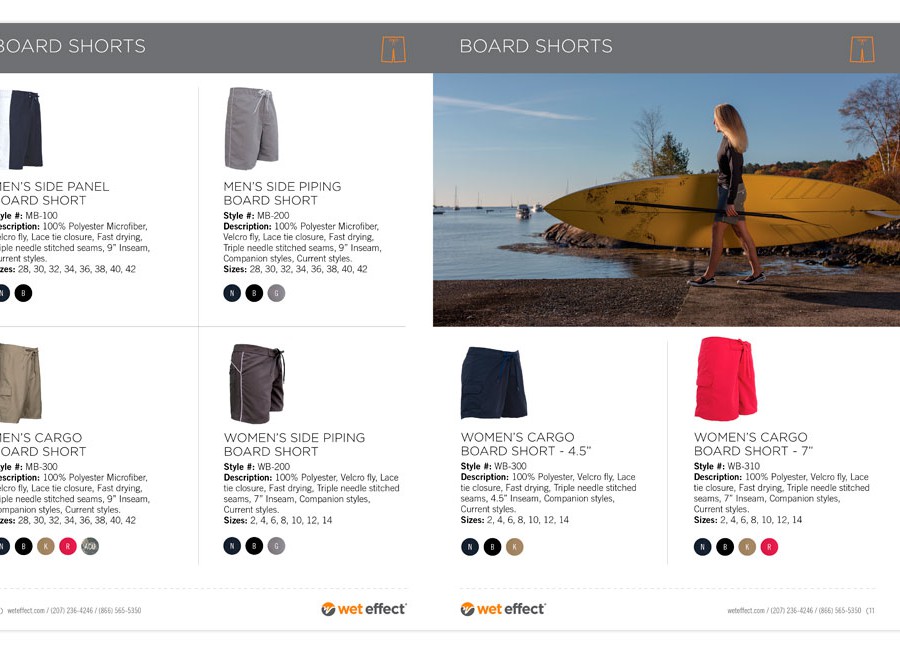 BOARD SHORTS
MEN'S SIDE PANEL
BOARD SHORT
Style #: MB-100
Description: 100% Polyester Microfiber,
Velcro fly, Lace tie closure, Fast drying,
Triple needle stitched seams, 9” Inseam,
Current styles.
Sizes: 28, 30, 32, 34, 36, 38, 40, 42
N B
MEN'S SIDE PIPING
BOARD SHORT
Style #: MB-200
Description: 100% Polyester Microfiber,
Velcro fly, Lace tie closure, Fast drying,
Triple needle stitched seams, 9” Inseam,
Companion styles, Current styles.
Sizes: 28, 30, 32, 34, 36, 38, 40, 42
N B G
MEN'S CARGO
BOARD SHORT
Style #: MB-300
Description: 100% Polyester Microfiber,
Velcro fly, Lace tie closure, Fast drying,
Triple needle stitched seams, 9” Inseam,
Companion styles, Current styles.
Sizes: 28, 30, 32, 34, 36, 38, 40, 42
N B K R
WOMEN'S SIDE PIPING
BOARD SHORT
Style #: WB-200
Description: 100% Polyester, Velcro fly, Lace
tie closure, Fast drying, Triple needle stitched
seams, 7” Inseam, Companion styles,
Current styles.
Sizes: 2, 4, 6, 8, 10, 12, 14
N B G
) weteffect.com / (207) 236-4246 / (866) 565-5350
wet effect
BOARD SHORTS
WOMEN'S CARGO
BOARD SHORT - 4.5”
Style #: WB-300
Description: 100% Polyester, Velcro fly, Lace
tie closure, Fast drying, Triple needle stitched
seams, 4.5” Inseam, Companion styles,
Current styles.
Sizes: 2, 4, 6, 8, 10, 12, 14
N B K
WOMEN'S CARGO
BOARD SHORT - 7”
Style #: WB-310
Description: 100% Polyester, Velcro fly, Lace
tie closure, Fast drying, Triple needle stitched
seams, 7” Inseam, Companion styles,
Current styles.
Sizes: 2, 4, 6, 8, 10, 12, 14
N B K R
wet effect
weteffect.com / (207) 236-4246 / (866) 565-5350 (11